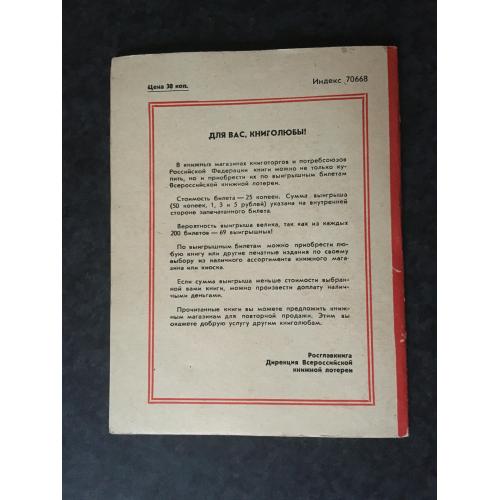 Цена 38 коп.
Индекс 70668
ДЛЯ ВАС, КНИГОЛЮБЫ!
В книжных магазинах книготоргов и потребсоюзов
Российской Федерации книги можно не только ку-
пить, но и приобрести их по выигрышным билетам
Всероссийской книжной лотереи.
Стоимость билета — 25 копеек. Сумма выигрыша
(50 копеек, 1, 3 и 5 рублей) указана на внутренней
стороне запечатанного билета.
Вероятность выигрыша велика, так как из каждых
200 билетов — 69 выигрышных!
По выигрышным билетам можно приобрести лю-
бую книгу или другие печатные издания по своему
выбору из наличного ассортимента книжного мага-
зина или киоска.
Если сумма выигрыша меньше стоимости выбран-
ной вами книги, можно произвести доплату налич-
ными деньгами.
Прочитанные книги вы можете предложить книж-
ным магазинам для повторной продажи. Этим вы
окажете добрую услугу другим книголюбам.
Росглавкнига
Дирекция Всероссийской
книжной лотереи